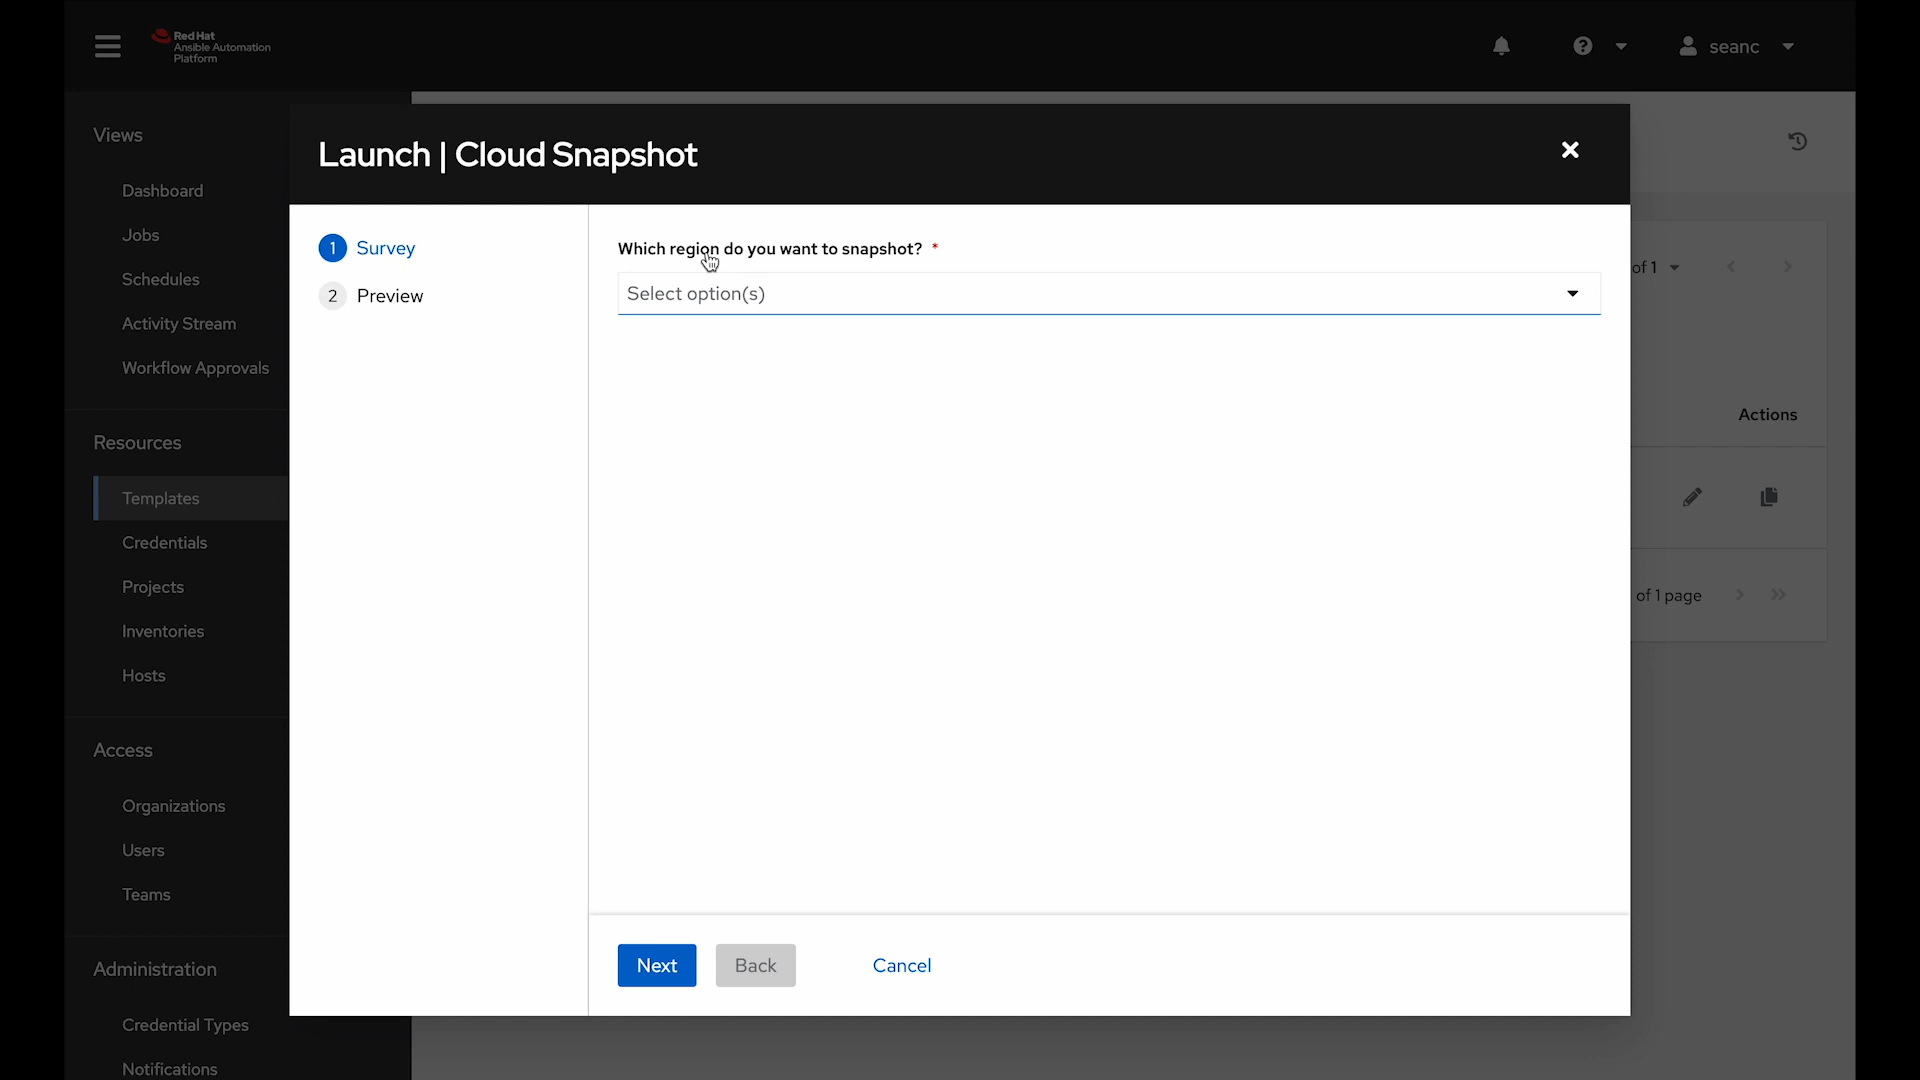 Red Hat
Ansible Automation
Platform
seanc
Views
Dashboard
Jobs
Schedules
Activity Stream
Workflow Approvals
Resources
Templates
Credentials
Projects
Inventories
Hosts
Access
Organizations
Users
Teams
Administration
Credential Types
Notifications
Launch | Cloud Snapshot
1 Survey
2 Preview
Which region do you want to snapshot? *
Select option(s)
Next Back Cancel
of 1
Actions
of 1 page